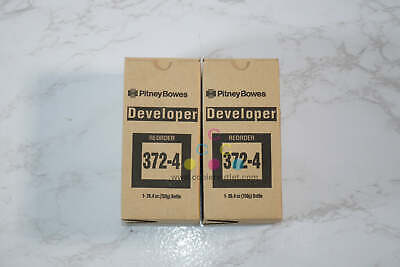 Pitney Bowes
Developer
REORDER
372-4
Pitney Bowes
Developer
REORDER
372-4